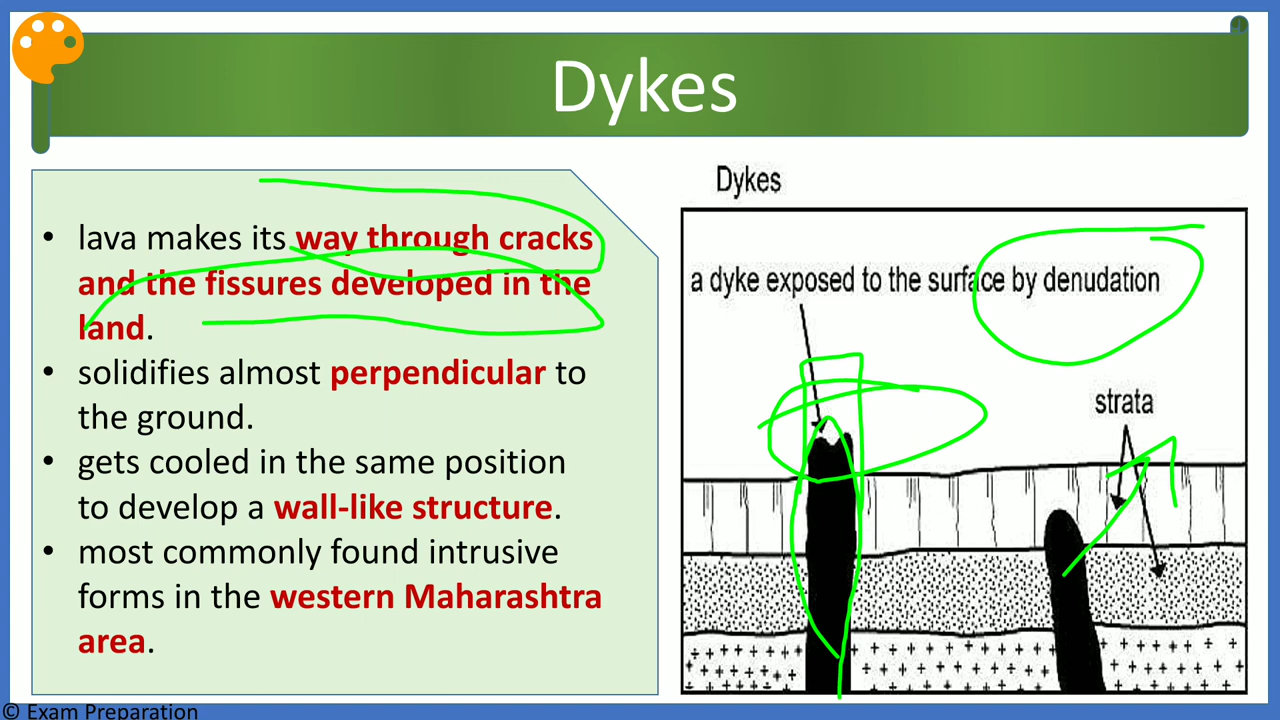 Dykes
• lava makes its way through cracks
and the fissures developed in the
land.
• solidifies almost perpendicular to
the ground.
• gets cooled in the same position
to develop a wall-like structure.
• most commonly found intrusive
forms in the western Maharashtra
area.
Dykes
a dyke exposed to the surface by denudation
strata
© Exam Preparation